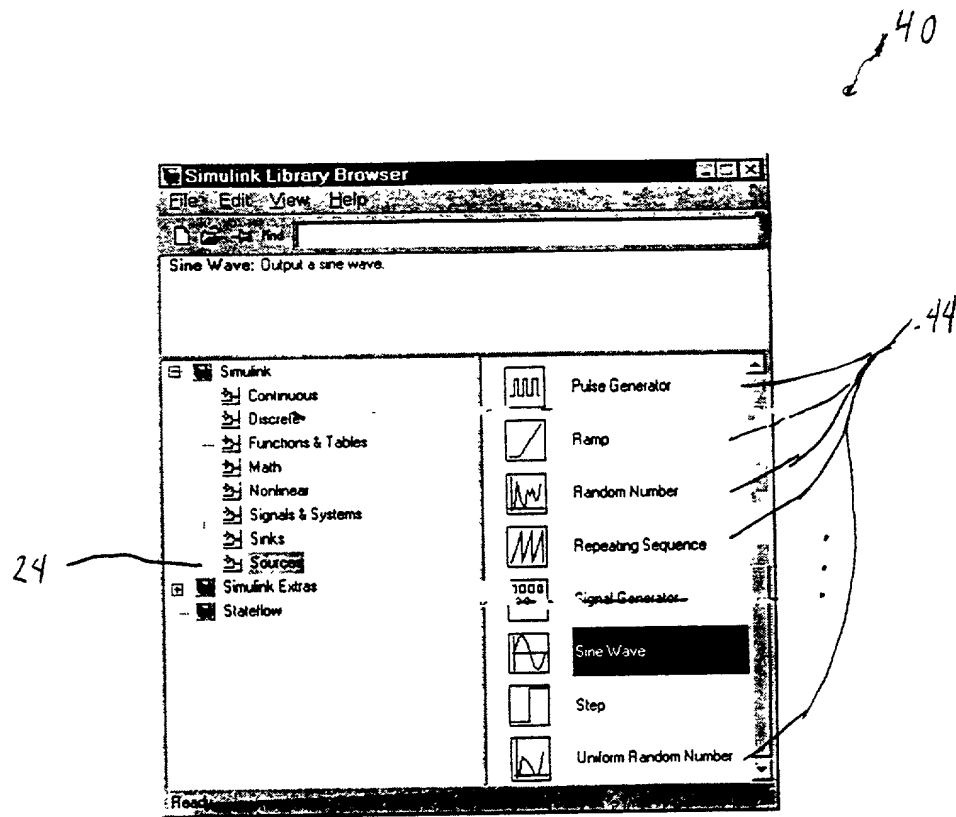 40
Simulink Library Browser
File Edit View Help
Find
Sine Wave: Output a sine wave.
.44
Simulink
Continuous
Discrete
Functions & Tables
Math
Nonlinear
Signals & Systems
Sinks
24
Sources
Simulink Extras
Stateflow
Pulse Generator
Ramp
Random Number
Repeating Sequence
Signal Generator
Sine Wave
Step
Uniform Random Number
Ready